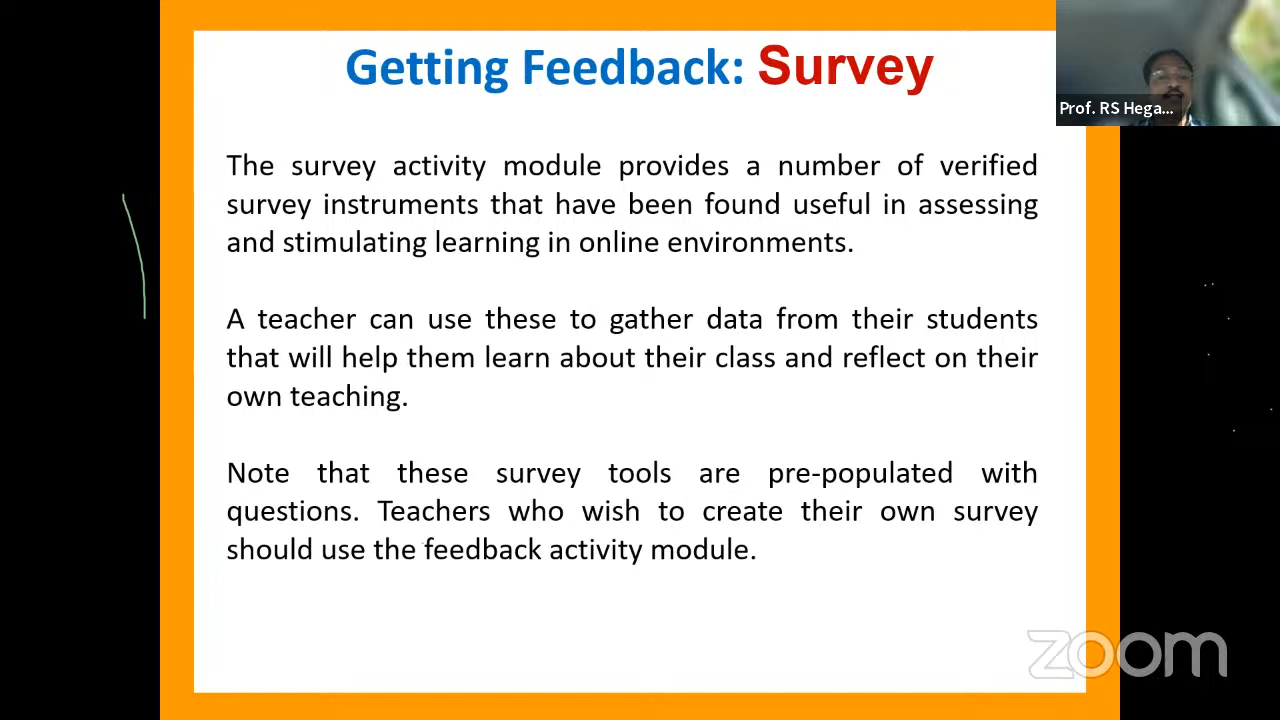 Getting Feedback: Survey
Prof. RS Hega...
The survey activity module provides a number of verified
survey instruments that have been found useful in assessing
and stimulating learning in online environments.
A teacher can use these to gather data from their students
that will help them learn about their class and reflect on their
own teaching.
Note that these survey tools are pre-populated with
questions. Teachers who wish to create their own survey
should use the feedback activity module.
zoom